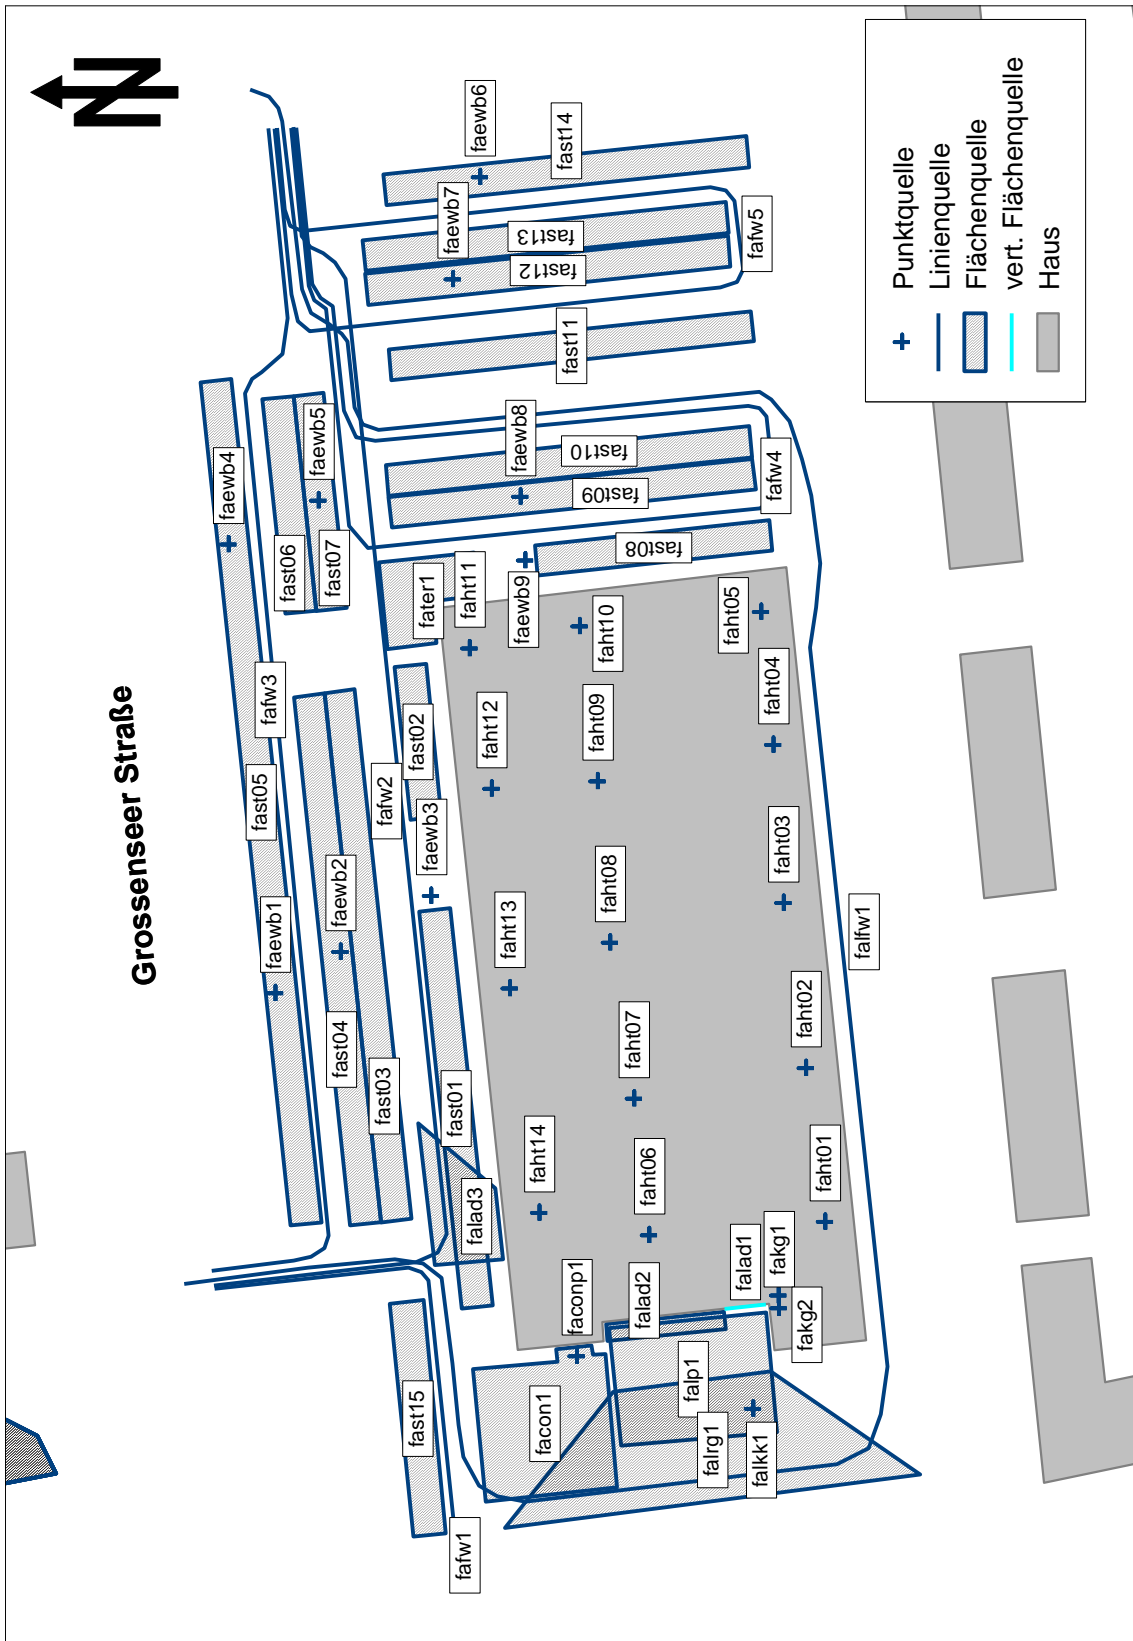 Grossenseer Straße
N
Punktquelle
Linienquelle
Flächenquelle
vert. Flächenquelle
Haus
fafw1
fast15
facon1
faconp1
falkk1
falrg1
falp1
falad2
falad1
fakg2
fakg1
falad3
fast01
fast03
fast04
faewb1
faewb2
faewb3
fast05
fafw3
fafw2
fast02
fast06
fast07
faewb4
faewb5
fater1
faht11
faewb9
faht10
faht12
faht09
faht13
faht08
faht14
faht07
faht06
faht01
faht02
faht03
faht04
faht05
falfw1
fast08
fast09
fast10
faewb8
fafw4
fast11
fast12
fast13
faewb7
faewb6
fast14
fafw5